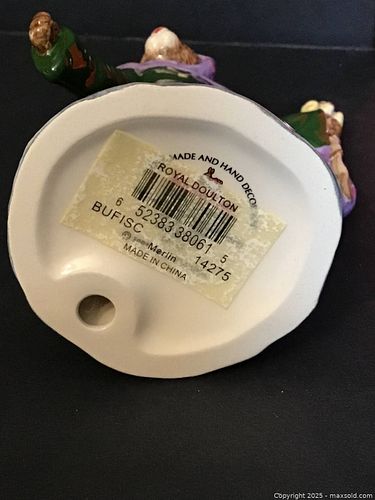 MADE AND HAND DECO
ROYAL DOULTON
6 52383 38061 5
BUFISC 14275
© Merlin
MADE IN CHINA
Copyright 2025 - maxsold.com